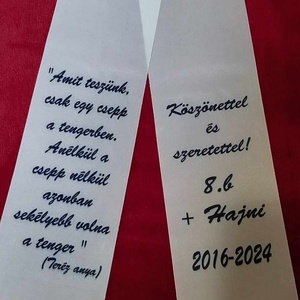 "Amit teszünk,
csak egy csepp
a tengerben.
Anélkül a
csepp nélkül
azonban
sekélyebb volna
a tenger "
(Teréz anya)
Köszönettel
és
szeretettel!
8.b
+ Hajni
2016-2024